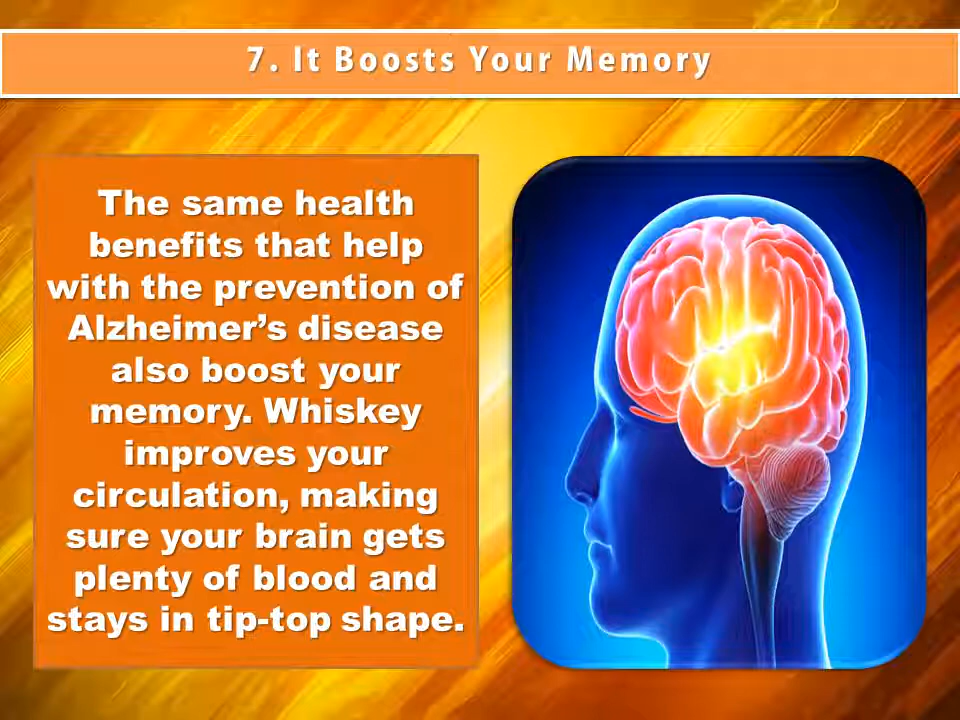 7. It Boosts Your Memory
The same health
benefits that help
with the prevention of
Alzheimer’s disease
also boost your
memory. Whiskey
improves your
circulation, making
sure your brain gets
plenty of blood and
stays in tip-top shape.